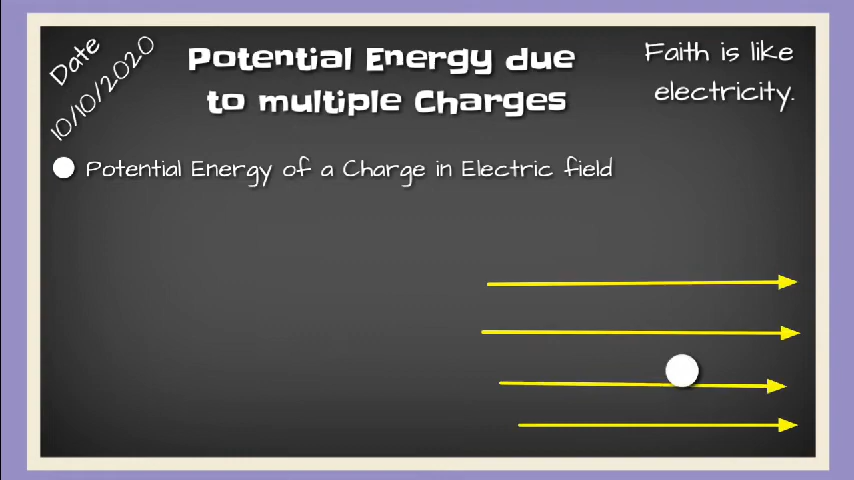 Date
10/10/2020
Potential Energy due
to multiple Charges
Faith is like
electricity.
Potential Energy of a Charge in Electric field